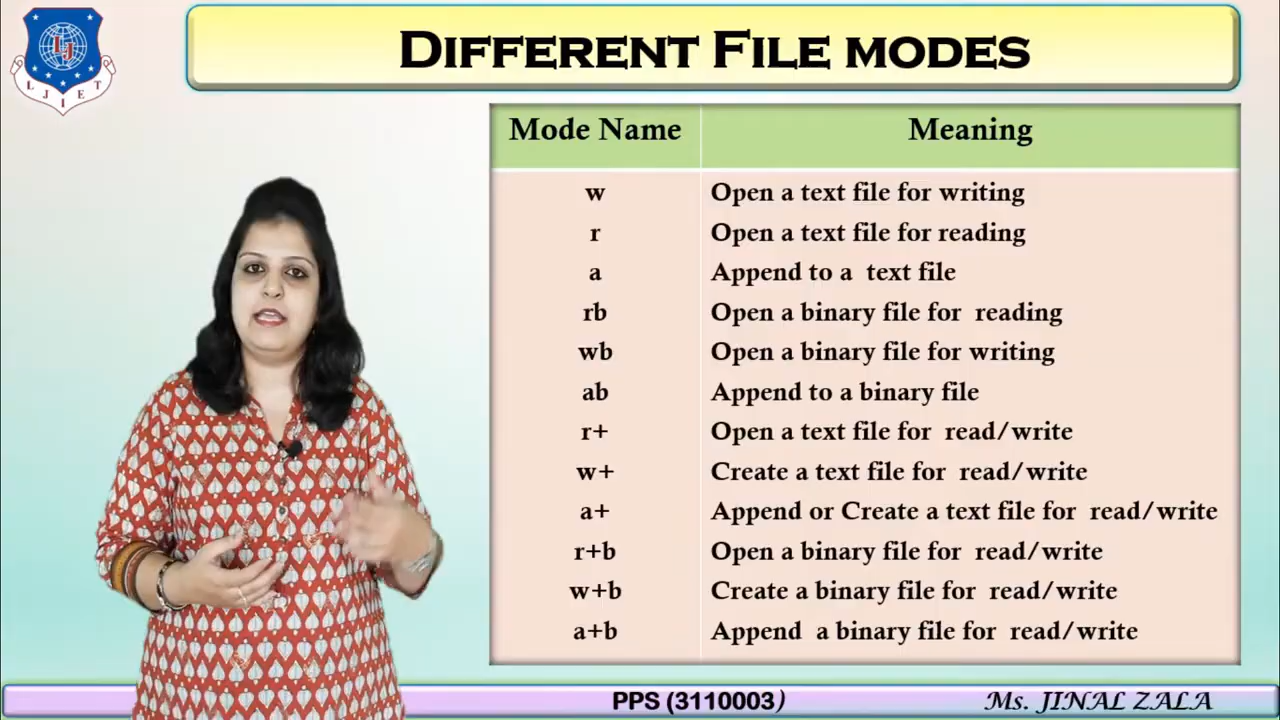 DIFFERENT FILE MODES
LJIET
Mode Name Meaning
w Open a text file for writing
r Open a text file for reading
a Append to a text file
rb Open a binary file for reading
wb Open a binary file for writing
ab Append to a binary file
r+ Open a text file for read/write
w+ Create a text file for read/write
a+ Append or Create a text file for read/write
r+b Open a binary file for read/write
w+b Create a binary file for read/write
a+b Append a binary file for read/write
PPS (3110003) Ms. JINAL ZALA